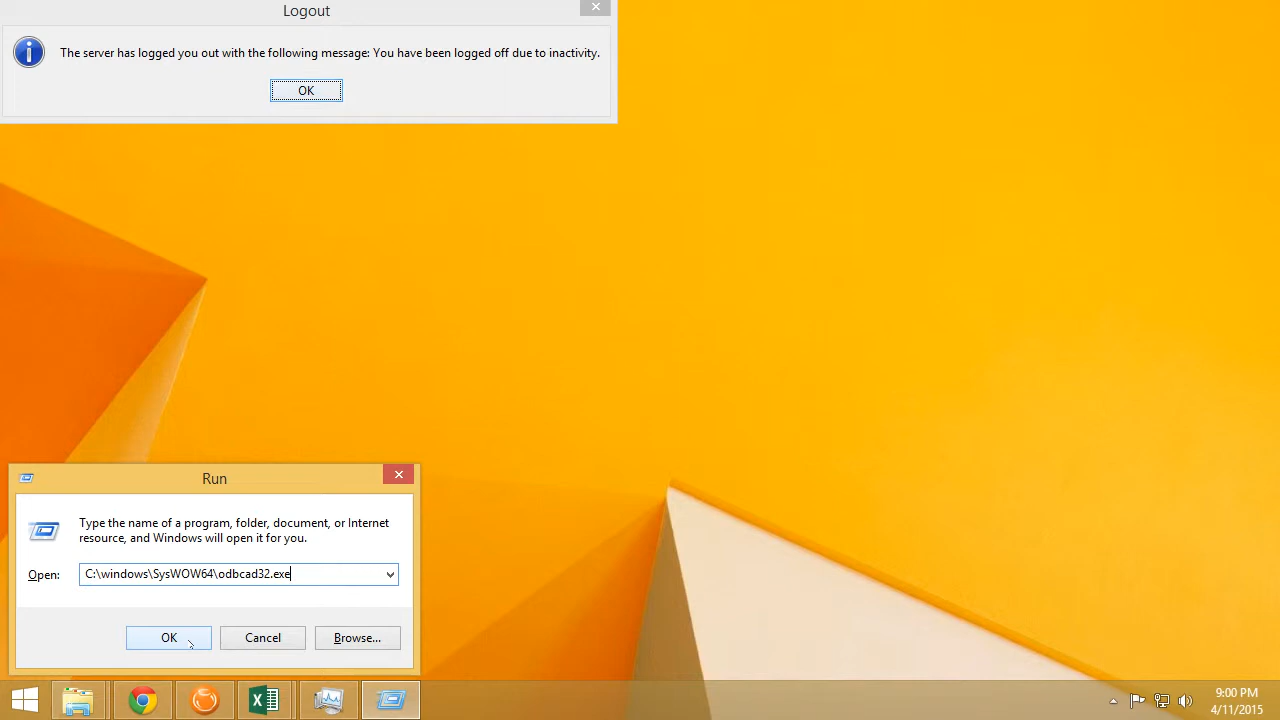 Logout
The server has logged you out with the following message: You have been logged off due to inactivity.
OK
Run
Type the name of a program, folder, document, or Internet
resource, and Windows will open it for you.
Open: C:\windows\SysWOW64\odbcad32.exe
OK Cancel Browse...
9:00 PM
4/11/2015